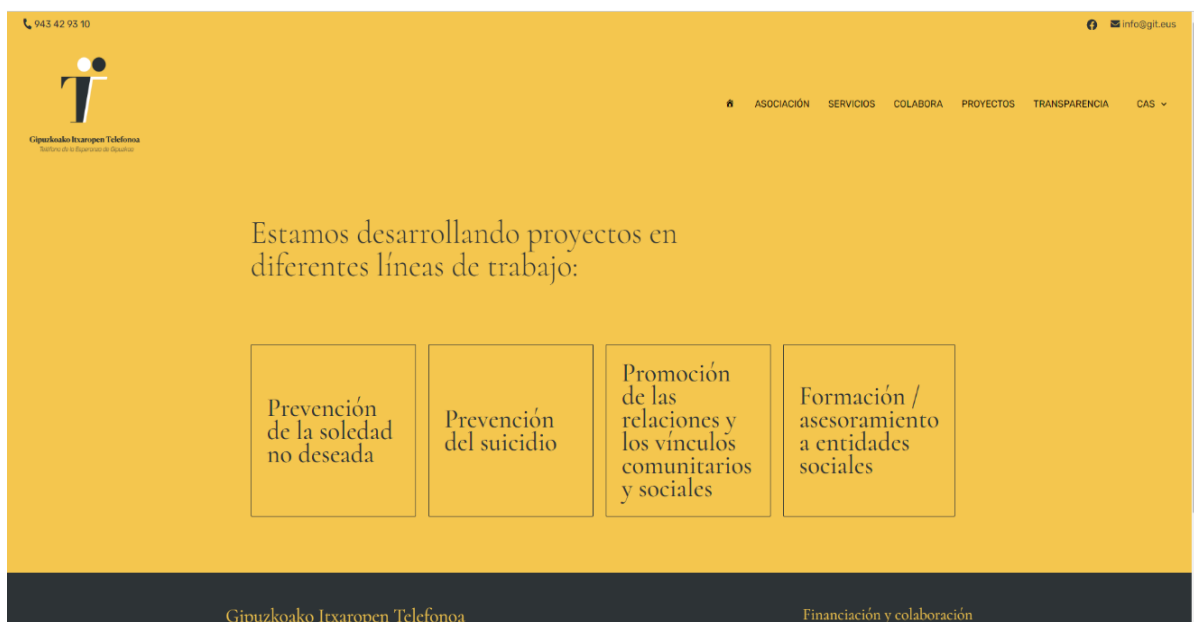 943 42 93 10
info@git.eus
Gipuzkoako Itxaropen Telefonoa
Teléfono de la Esperanza de Gipuzkoa
ASOCIACIÓN SERVICIOS COLABORA PROYECTOS TRANSPARENCIA CAS
Estamos desarrollando proyectos en
diferentes líneas de trabajo:
Prevención
de la soledad
no deseada
Prevención
del suicidio
Promoción
de las
relaciones y
los vínculos
comunitarios
y sociales
Formación /
asesoramiento
a entidades
sociales
Gipuzkoako Itxaropen Telefonoa
Financiación y colaboración